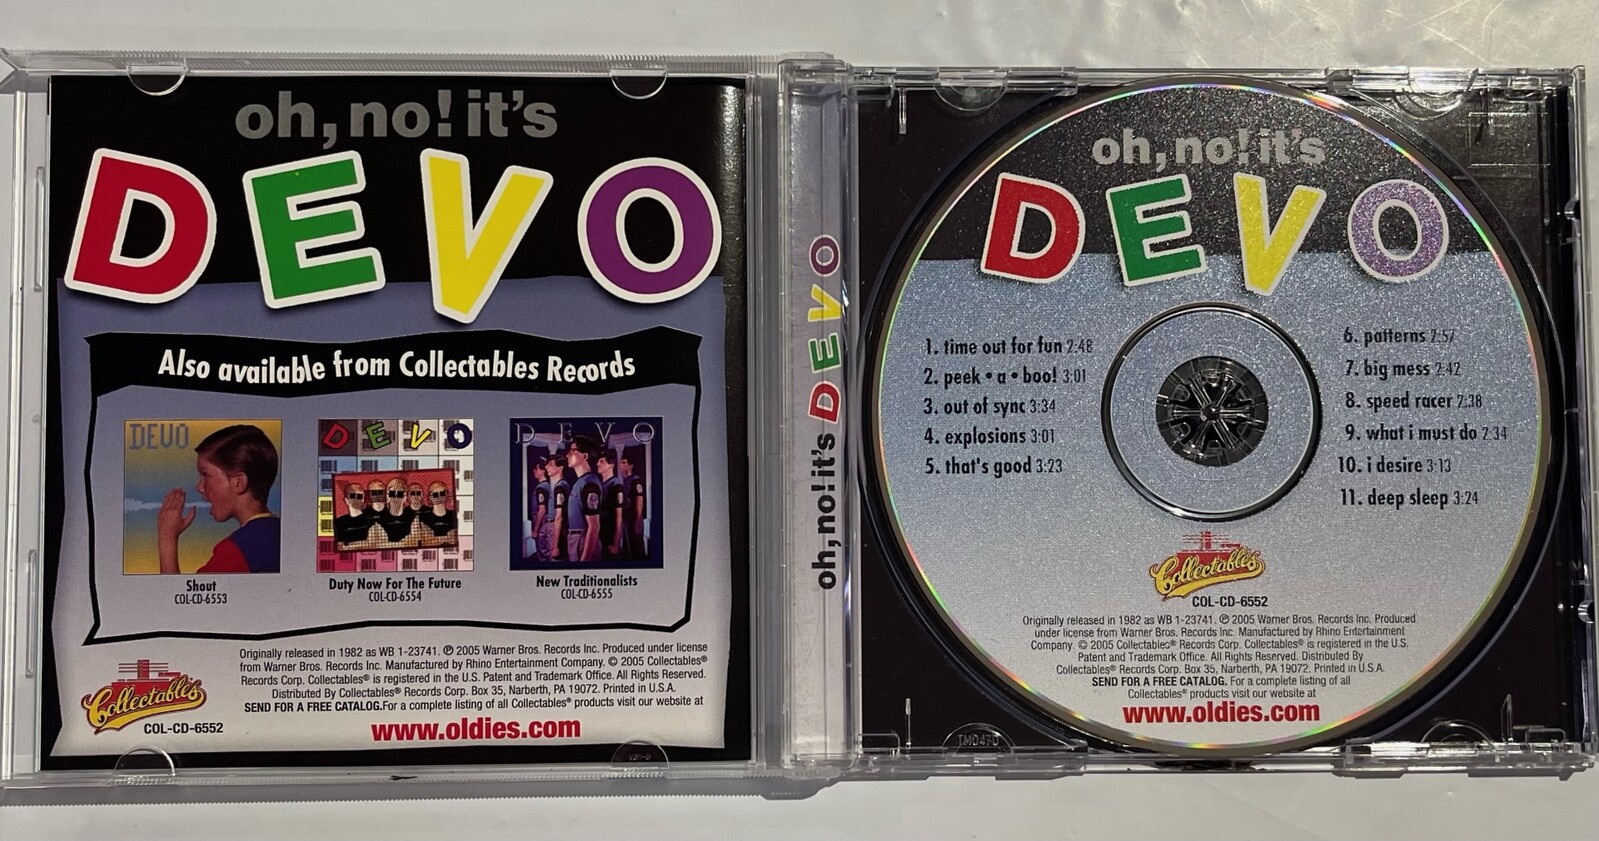 oh, no! it's
DEVO
Also available from Collectables Records
DEVO
DEVO
DEVO
Shout
COL-CD-6553
Duty Now For The Future
COL-CD-6554
New Traditionalists
COL-CD-6555
Originally released in 1982 as WB 1-23741. ℗ 2005 Warner Bros. Records Inc. Produced under license
from Warner Bros. Records Inc. Manufactured by Rhino Entertainment Company. © 2005 Collectables®
Records Corp. Collectables® is registered in the U.S. Patent and Trademark Office. All Rights Reserved.
Distributed By Collectables® Records Corp. Box 35, Narberth, PA 19072. Printed in U.S.A.
SEND FOR A FREE CATALOG.For a complete listing of all Collectables® products visit our website at
www.oldies.com
Collectables
COL-CD-6552
oh, no! it's DEVO
oh, no! it's
DEVO
1. time out for fun 2:48
2. peek • a • boo! 3:01
3. out of sync 3:34
4. explosions 3:01
5. that's good 3:23
6. patterns 2:57
7. big mess 2:42
8. speed racer 2:38
9. what i must do 2:34
10. i desire 3:13
11. deep sleep 3:24
Collectables
COL-CD-6552
Originally released in 1982 as WB 1-23741. ℗ 2005 Warner Bros. Records Inc. Produced
under license from Warner Bros. Records Inc. Manufactured by Rhino Entertainment
Company. © 2005 Collectables® Records Corp. Collectables® is registered in the U.S.
Patent and Trademark Office. All Rights Reserved. Distributed By
Collectables® Records Corp. Box 35, Narberth, PA 19072. Printed in U.S.A.
SEND FOR A FREE CATALOG. For a complete listing of all
Collectables® products visit our website at
www.oldies.com